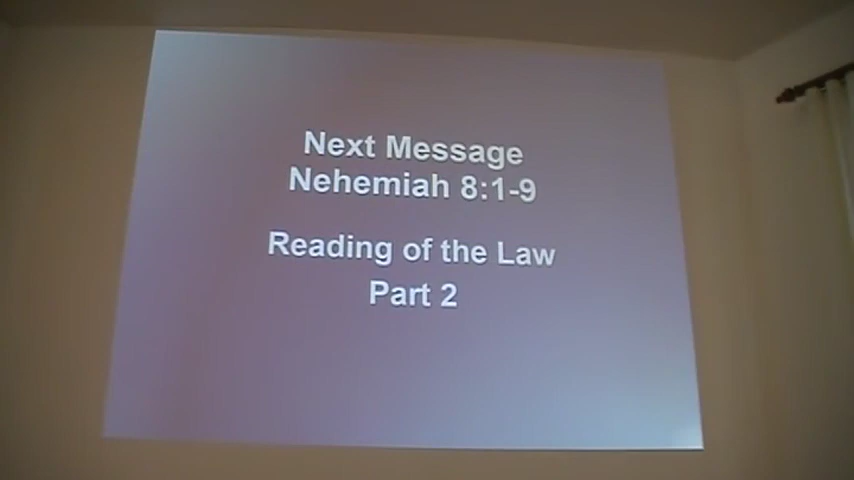 Next Message
Nehemiah 8:1-9
Reading of the Law
Part 2